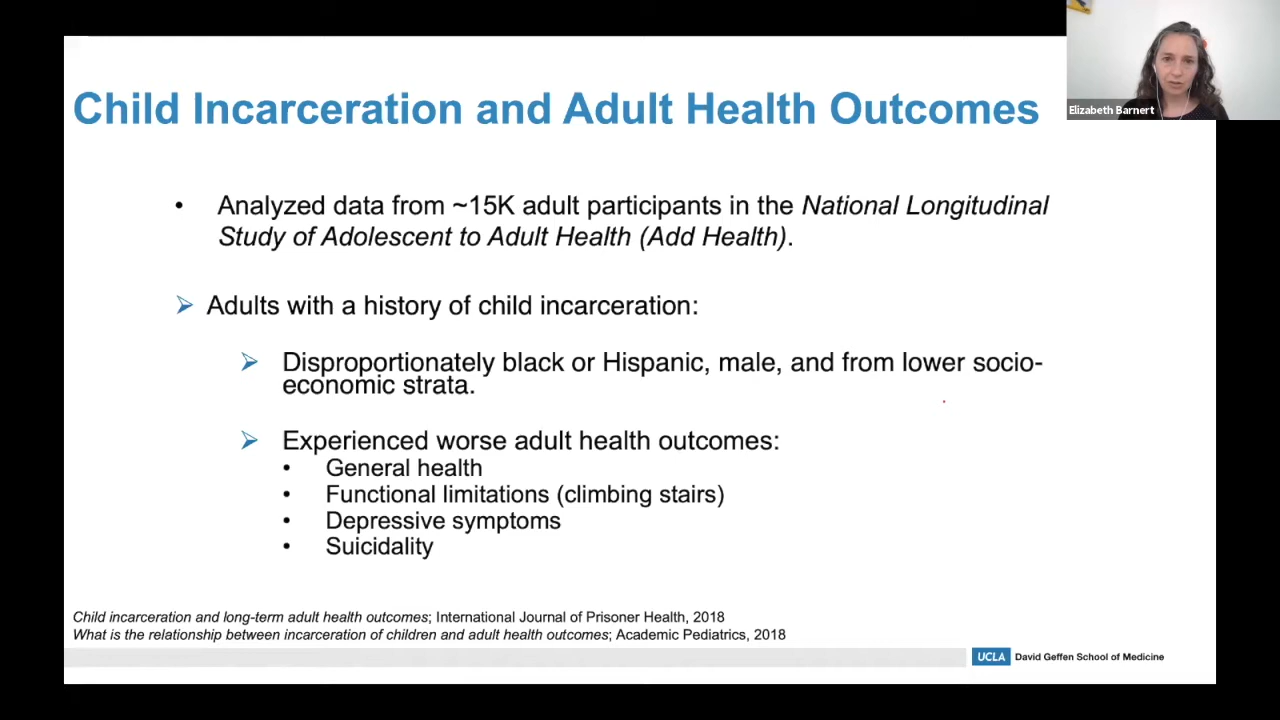 Child Incarceration and Adult Health Outcomes
Elizabeth Barnert
• Analyzed data from ~15K adult participants in the National Longitudinal
Study of Adolescent to Adult Health (Add Health).
➢ Adults with a history of child incarceration:
➢ Disproportionately black or Hispanic, male, and from lower socio-
economic strata.
➢ Experienced worse adult health outcomes:
• General health
• Functional limitations (climbing stairs)
• Depressive symptoms
• Suicidality
Child incarceration and long-term adult health outcomes; International Journal of Prisoner Health, 2018
What is the relationship between incarceration of children and adult health outcomes; Academic Pediatrics, 2018
UCLA David Geffen School of Medicine